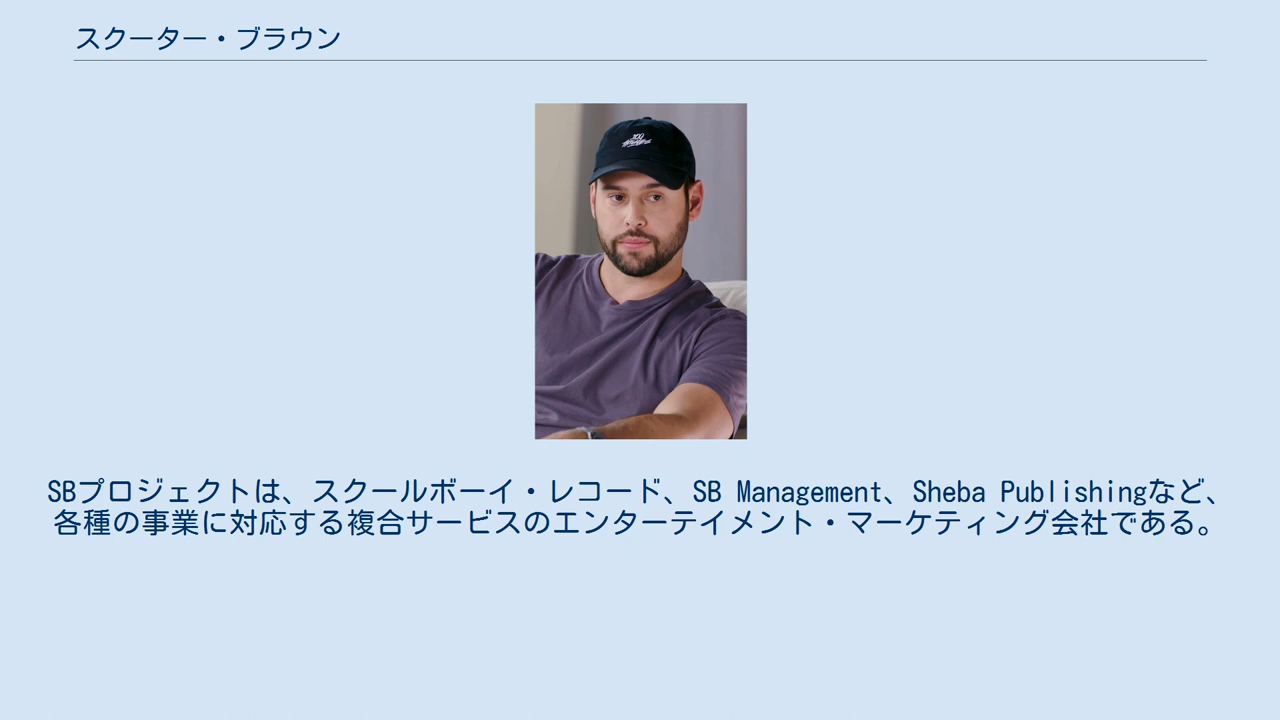 スクーター・ブラウン
SBプロジェクトは、スクールボーイ・レコード、SB Management、Sheba Publishingなど、
各種の事業に対応する複合サービスのエンターテイメント・マーケティング会社である。